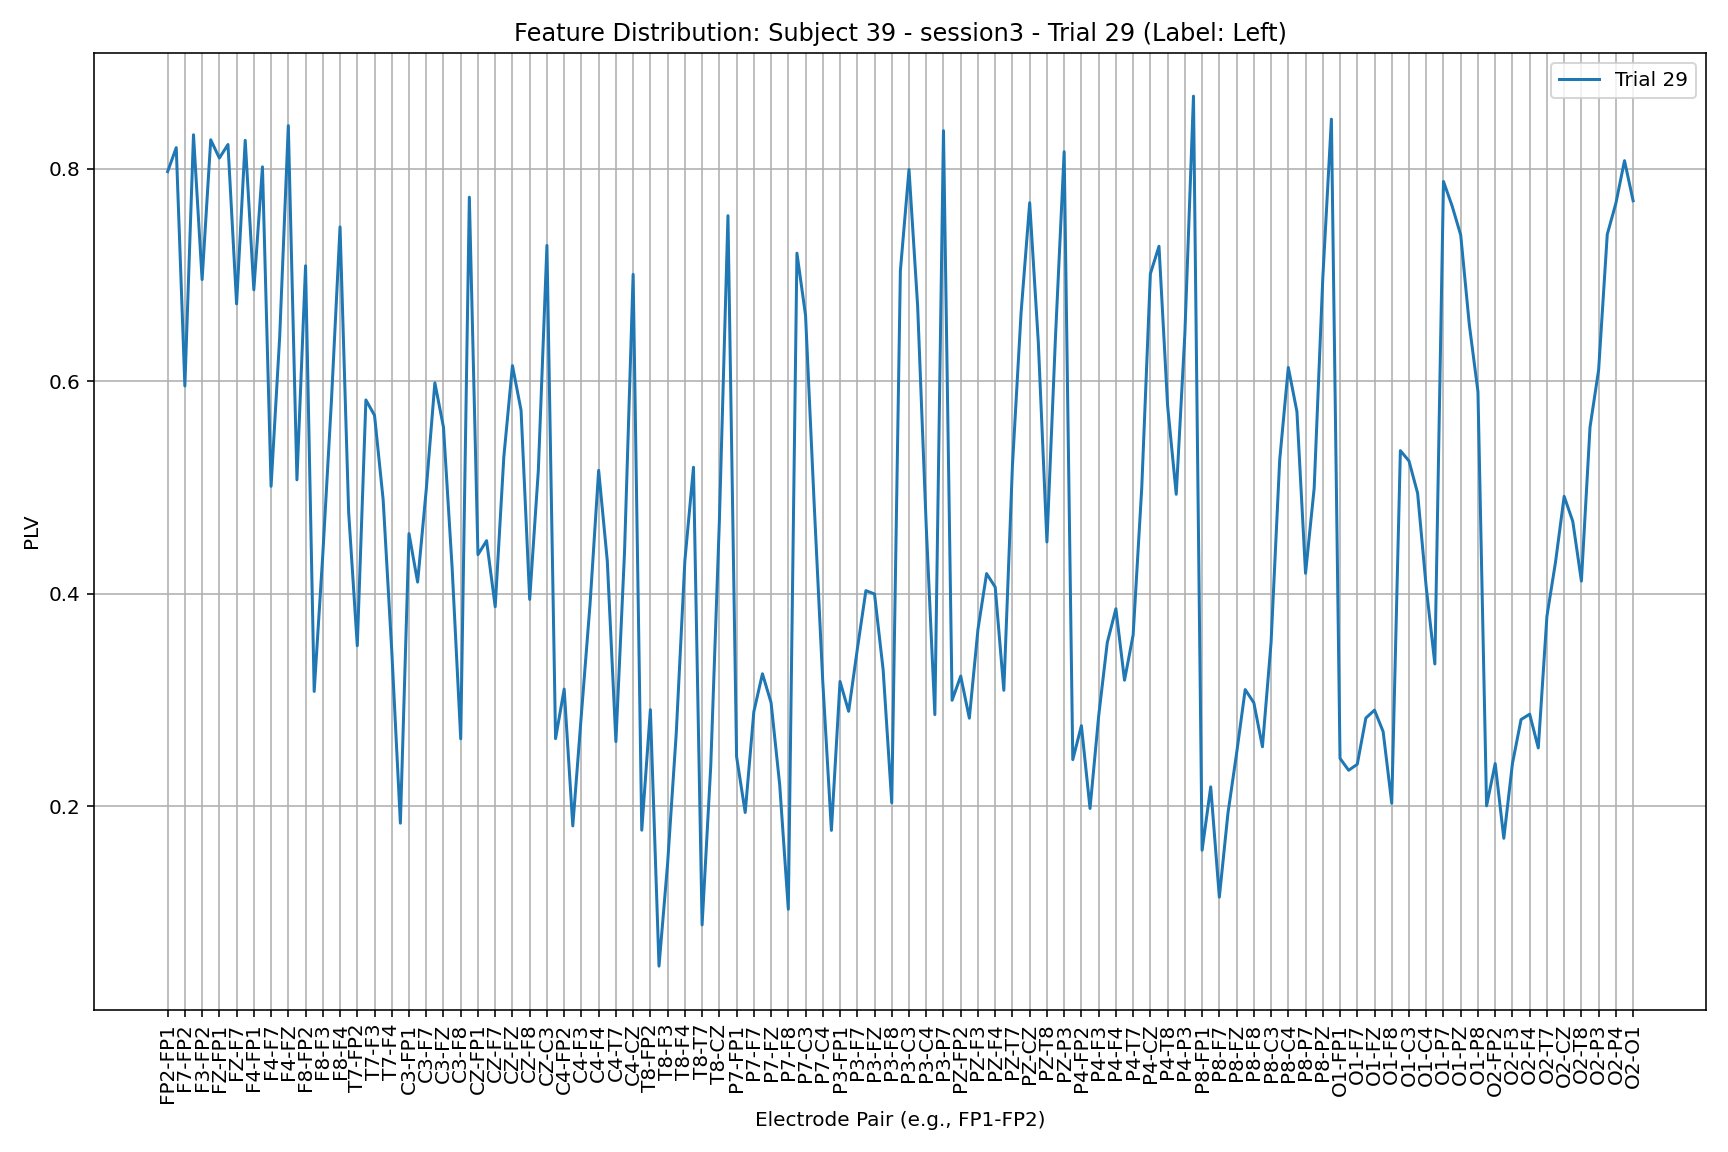 Feature Distribution: Subject 39 - session3 - Trial 29 (Label: Left)
Trial 29
PLV
0.8
0.6
0.4
0.2
FP2-FP1
F7-FP2
F3-FP2
FZ-FP1
FZ-F7
F4-FP1
F4-F7
F4-FZ
F8-FP2
F8-F3
F8-F4
T7-FP2
T7-F3
T7-F4
C3-FP1
C3-F7
C3-FZ
C3-F8
CZ-FP1
CZ-F7
CZ-FZ
CZ-F8
CZ-C3
C4-FP2
C4-F3
C4-F4
C4-T7
C4-CZ
T8-FP2
T8-F3
T8-F4
T8-T7
T8-CZ
P7-FP1
P7-F7
P7-FZ
P7-F8
P7-C3
P7-C4
P3-FP1
P3-F7
P3-FZ
P3-F8
P3-C3
P3-C4
P3-P7
PZ-FP2
PZ-F3
PZ-F4
PZ-T7
PZ-CZ
PZ-T8
PZ-P3
P4-FP2
P4-F3
P4-F4
P4-T7
P4-CZ
P4-T8
P4-P3
P8-FP1
P8-F7
P8-FZ
P8-F8
P8-C3
P8-C4
P8-P7
P8-PZ
O1-FP1
O1-F7
O1-FZ
O1-F8
O1-C3
O1-C4
O1-P7
O1-PZ
O1-P8
O2-FP2
O2-F3
O2-F4
O2-T7
O2-CZ
O2-T8
O2-P3
O2-P4
O2-O1
Electrode Pair (e.g., FP1-FP2)